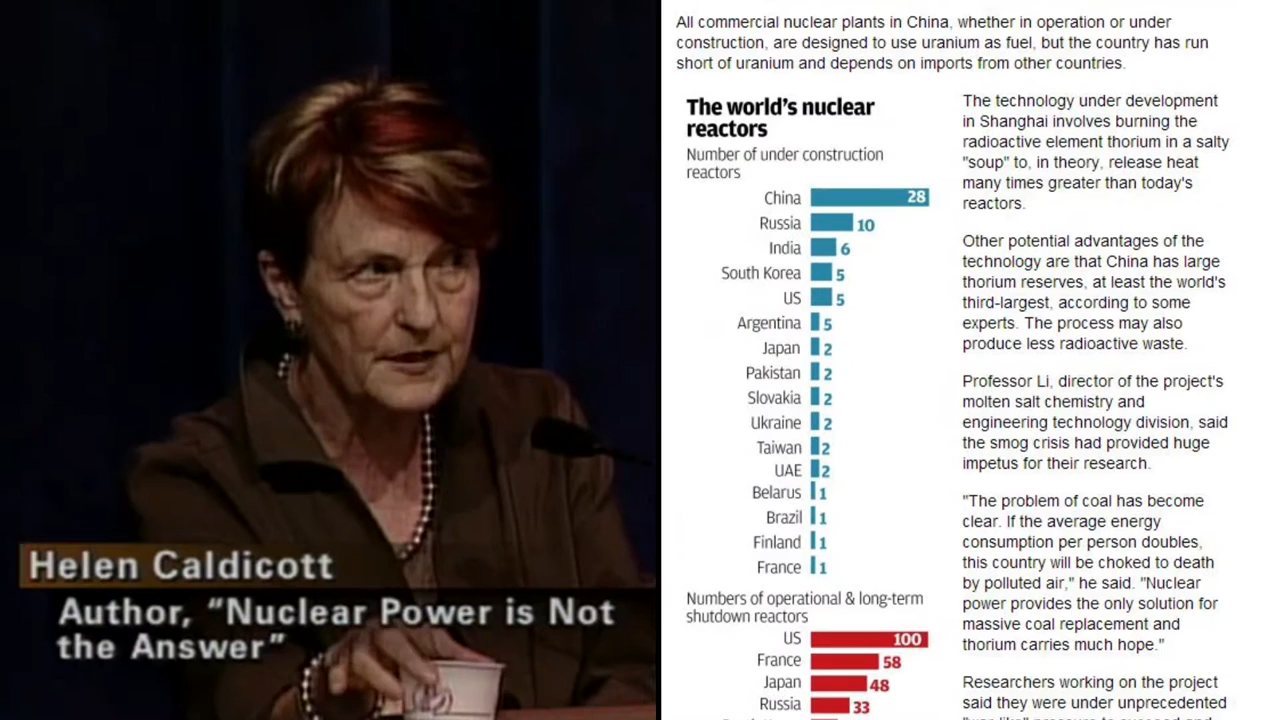 Helen Caldicott
Author, “Nuclear Power is Not
the Answer”
All commercial nuclear plants in China, whether in operation or under
construction, are designed to use uranium as fuel, but the country has run
short of uranium and depends on imports from other countries.
The world's nuclear
reactors
Number of under construction
reactors
China 28
Russia 10
India 6
South Korea 5
US 5
Argentina 5
Japan 2
Pakistan 2
Slovakia 2
Ukraine 2
Taiwan 2
UAE 2
Belarus 1
Brazil 1
Finland 1
France 1
Numbers of operational & long-term
shutdown reactors
US 100
France 58
Japan 48
Russia 33
The technology under development
in Shanghai involves burning the
radioactive element thorium in a salty
"soup" to, in theory, release heat
many times greater than today's
reactors.
Other potential advantages of the
technology are that China has large
thorium reserves, at least the world's
third-largest, according to some
experts. The process may also
produce less radioactive waste.
Professor Li, director of the project's
molten salt chemistry and
engineering technology division, said
the smog crisis had provided huge
impetus for their research.
"The problem of coal has become
clear. If the average energy
consumption per person doubles,
this country will be choked to death
by polluted air," he said. "Nuclear
power provides the only solution for
massive coal replacement and
thorium carries much hope."
Researchers working on the project
said they were under unprecedented